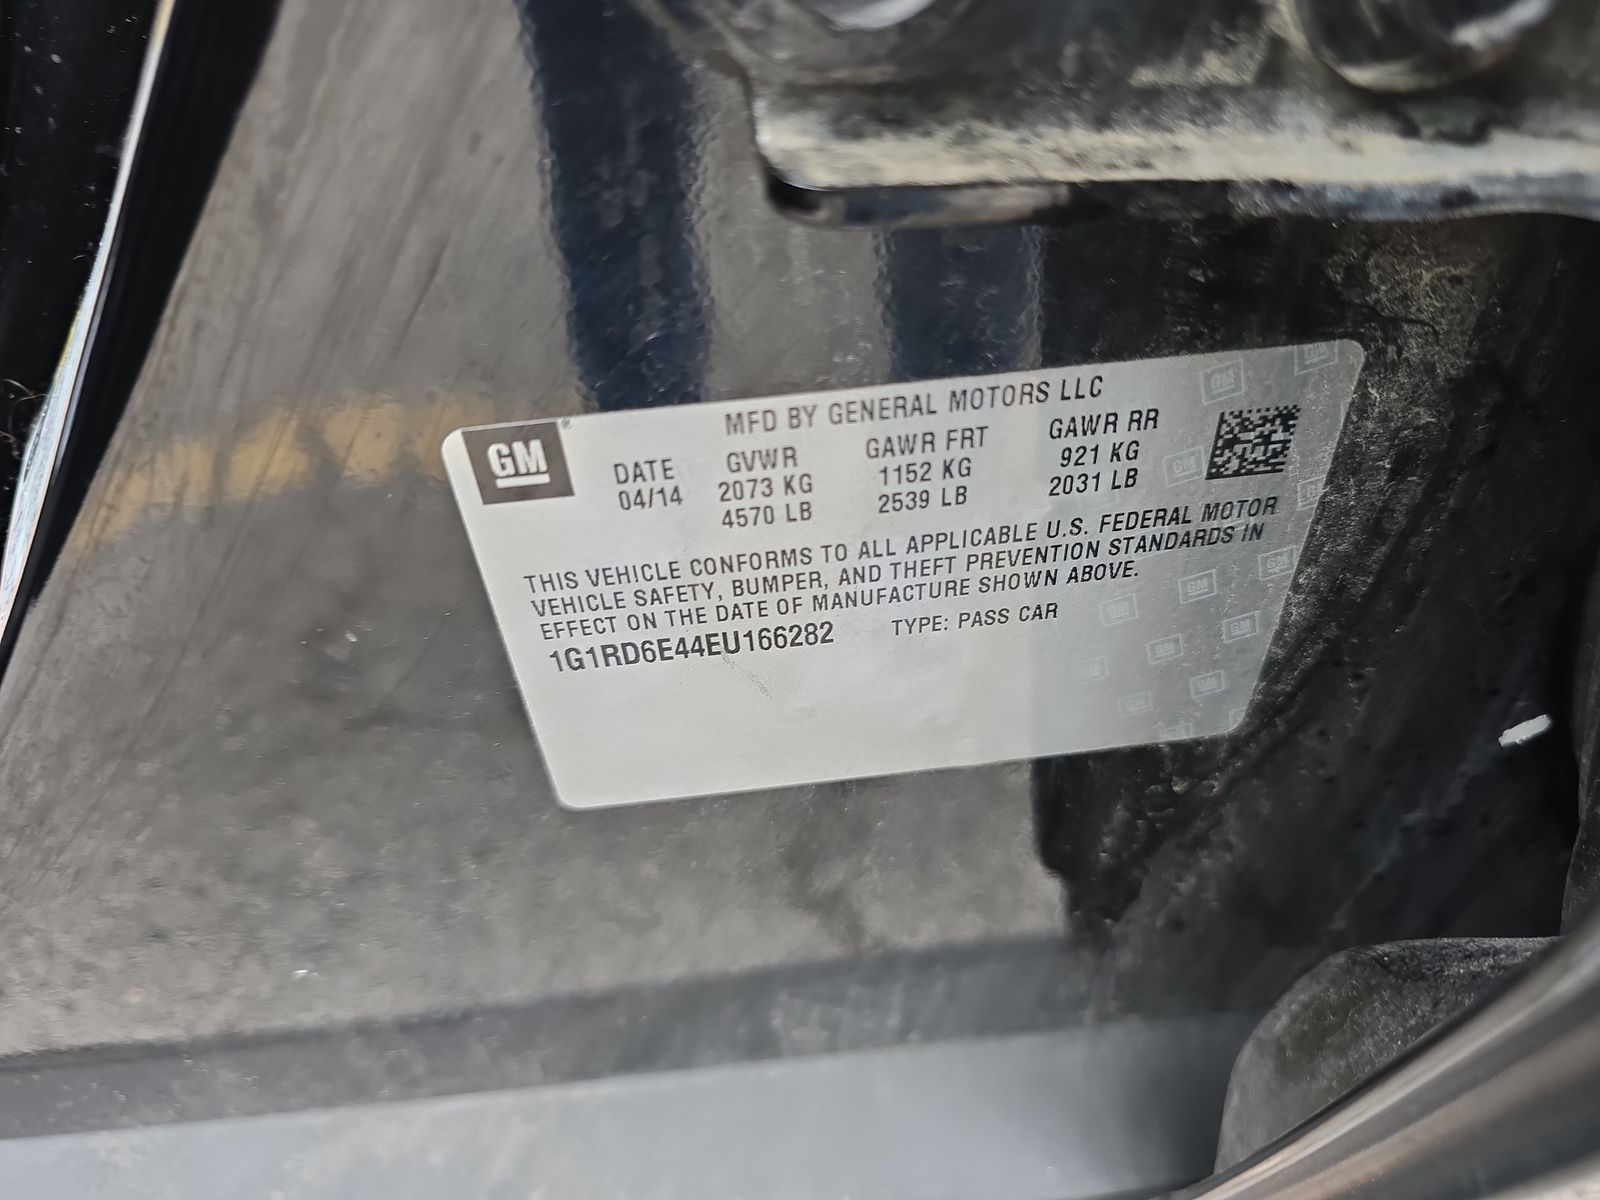 GM
MFD BY GENERAL MOTORS LLC
DATE GVWR GAWR FRT GAWR RR
04/14 2073 KG 1152 KG 921 KG
4570 LB 2539 LB 2031 LB
THIS VEHICLE CONFORMS TO ALL APPLICABLE U.S. FEDERAL MOTOR
VEHICLE SAFETY, BUMPER, AND THEFT PREVENTION STANDARDS IN
EFFECT ON THE DATE OF MANUFACTURE SHOWN ABOVE.
1G1RD6E44EU166282 TYPE: PASS CAR